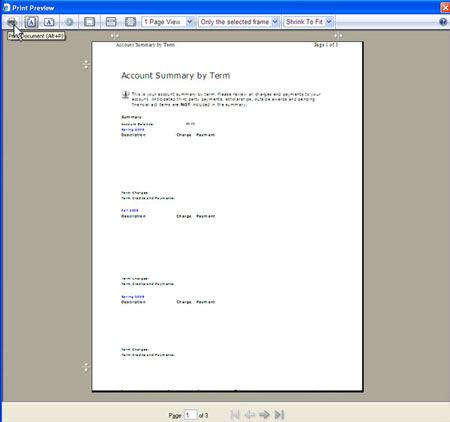 Print Preview
1 Page View Only the selected frame Shrink To Fit
Print Document (Alt+P)
Account Summary by Term Page 1 of 3
Account Summary by Term
This is your account summary by term. Please review all charges and payments to your
account. Anticipated third party payments, scholarships, outside awards and pending
financial aid items are NOT included in the summary.
Summary
Account Balance:
Spring 2009
Description Charge Payment
Term Charges:
Term Credits and Payments:
Fall 2008
Description Charge Payment
Term Charges:
Term Credits and Payments:
Description Charge Payment
Term Charges:
Term Credits and Payments:
Page 1 of 3